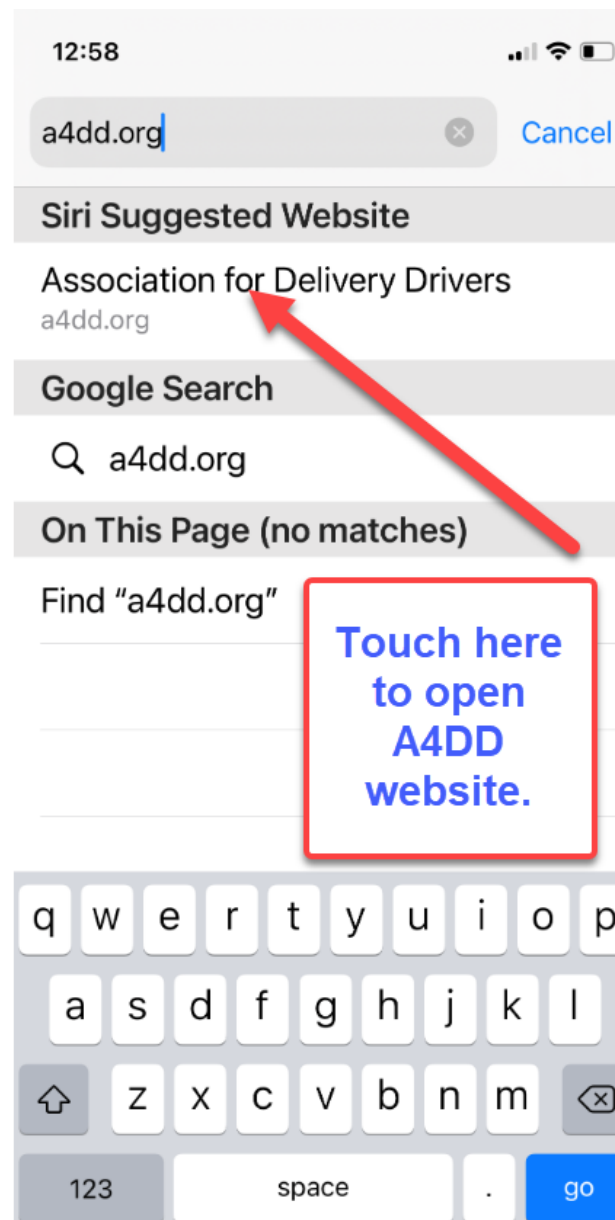 12:58
a4dd.org
Cancel
Siri Suggested Website
Association for Delivery Drivers
a4dd.org
Google Search
a4dd.org
On This Page (no matches)
Find “a4dd.org”
Touch here
to open
A4DD
website.
q w e r t y u i o p
a s d f g h j k l
z x c v b n m
123 space . go